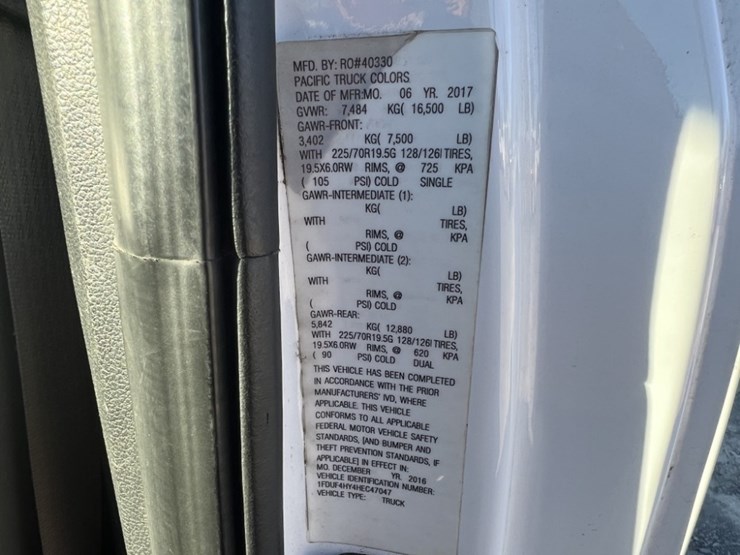 MFD. BY: RO#40330
PACIFIC TRUCK COLORS
DATE OF MFR:MO. 06 YR. 2017
GVWR: 7,484 KG( 16,500 LB)
GAWR-FRONT:
3,402 KG( 7,500 LB)
WITH 225/70R19.5G 128/126l TIRES,
19.5X6.0RW RIMS, @ 725 KPA
( 105 PSI) COLD SINGLE
GAWR-INTERMEDIATE (1):
KG( LB)
WITH TIRES,
RIMS, @ KPA
( PSI) COLD
GAWR-INTERMEDIATE (2):
KG( LB)
WITH TIRES,
RIMS, @ KPA
( PSI) COLD
GAWR-REAR:
5,842 KG( 12,880 LB)
WITH 225/70R19.5G 128/126l TIRES,
19.5X6.0RW RIMS, @ 620 KPA
( 90 PSI) COLD DUAL
THIS VEHICLE HAS BEEN COMPLETED
IN ACCORDANCE WITH THE PRIOR
MANUFACTURERS' IVD, WHERE
APPLICABLE. THIS VEHICLE
CONFORMS TO ALL APPLICABLE
FEDERAL MOTOR VEHICLE SAFETY
STANDARDS, [AND BUMPER AND
THEFT PREVENTION STANDARDS, IF
APPLICABLE] IN EFFECT IN:
MO. DECEMBER YR. 2016
VEHICLE IDENTIFICATION NUMBER:
1FDUF4HY4HEC47047
VEHICLE TYPE: TRUCK